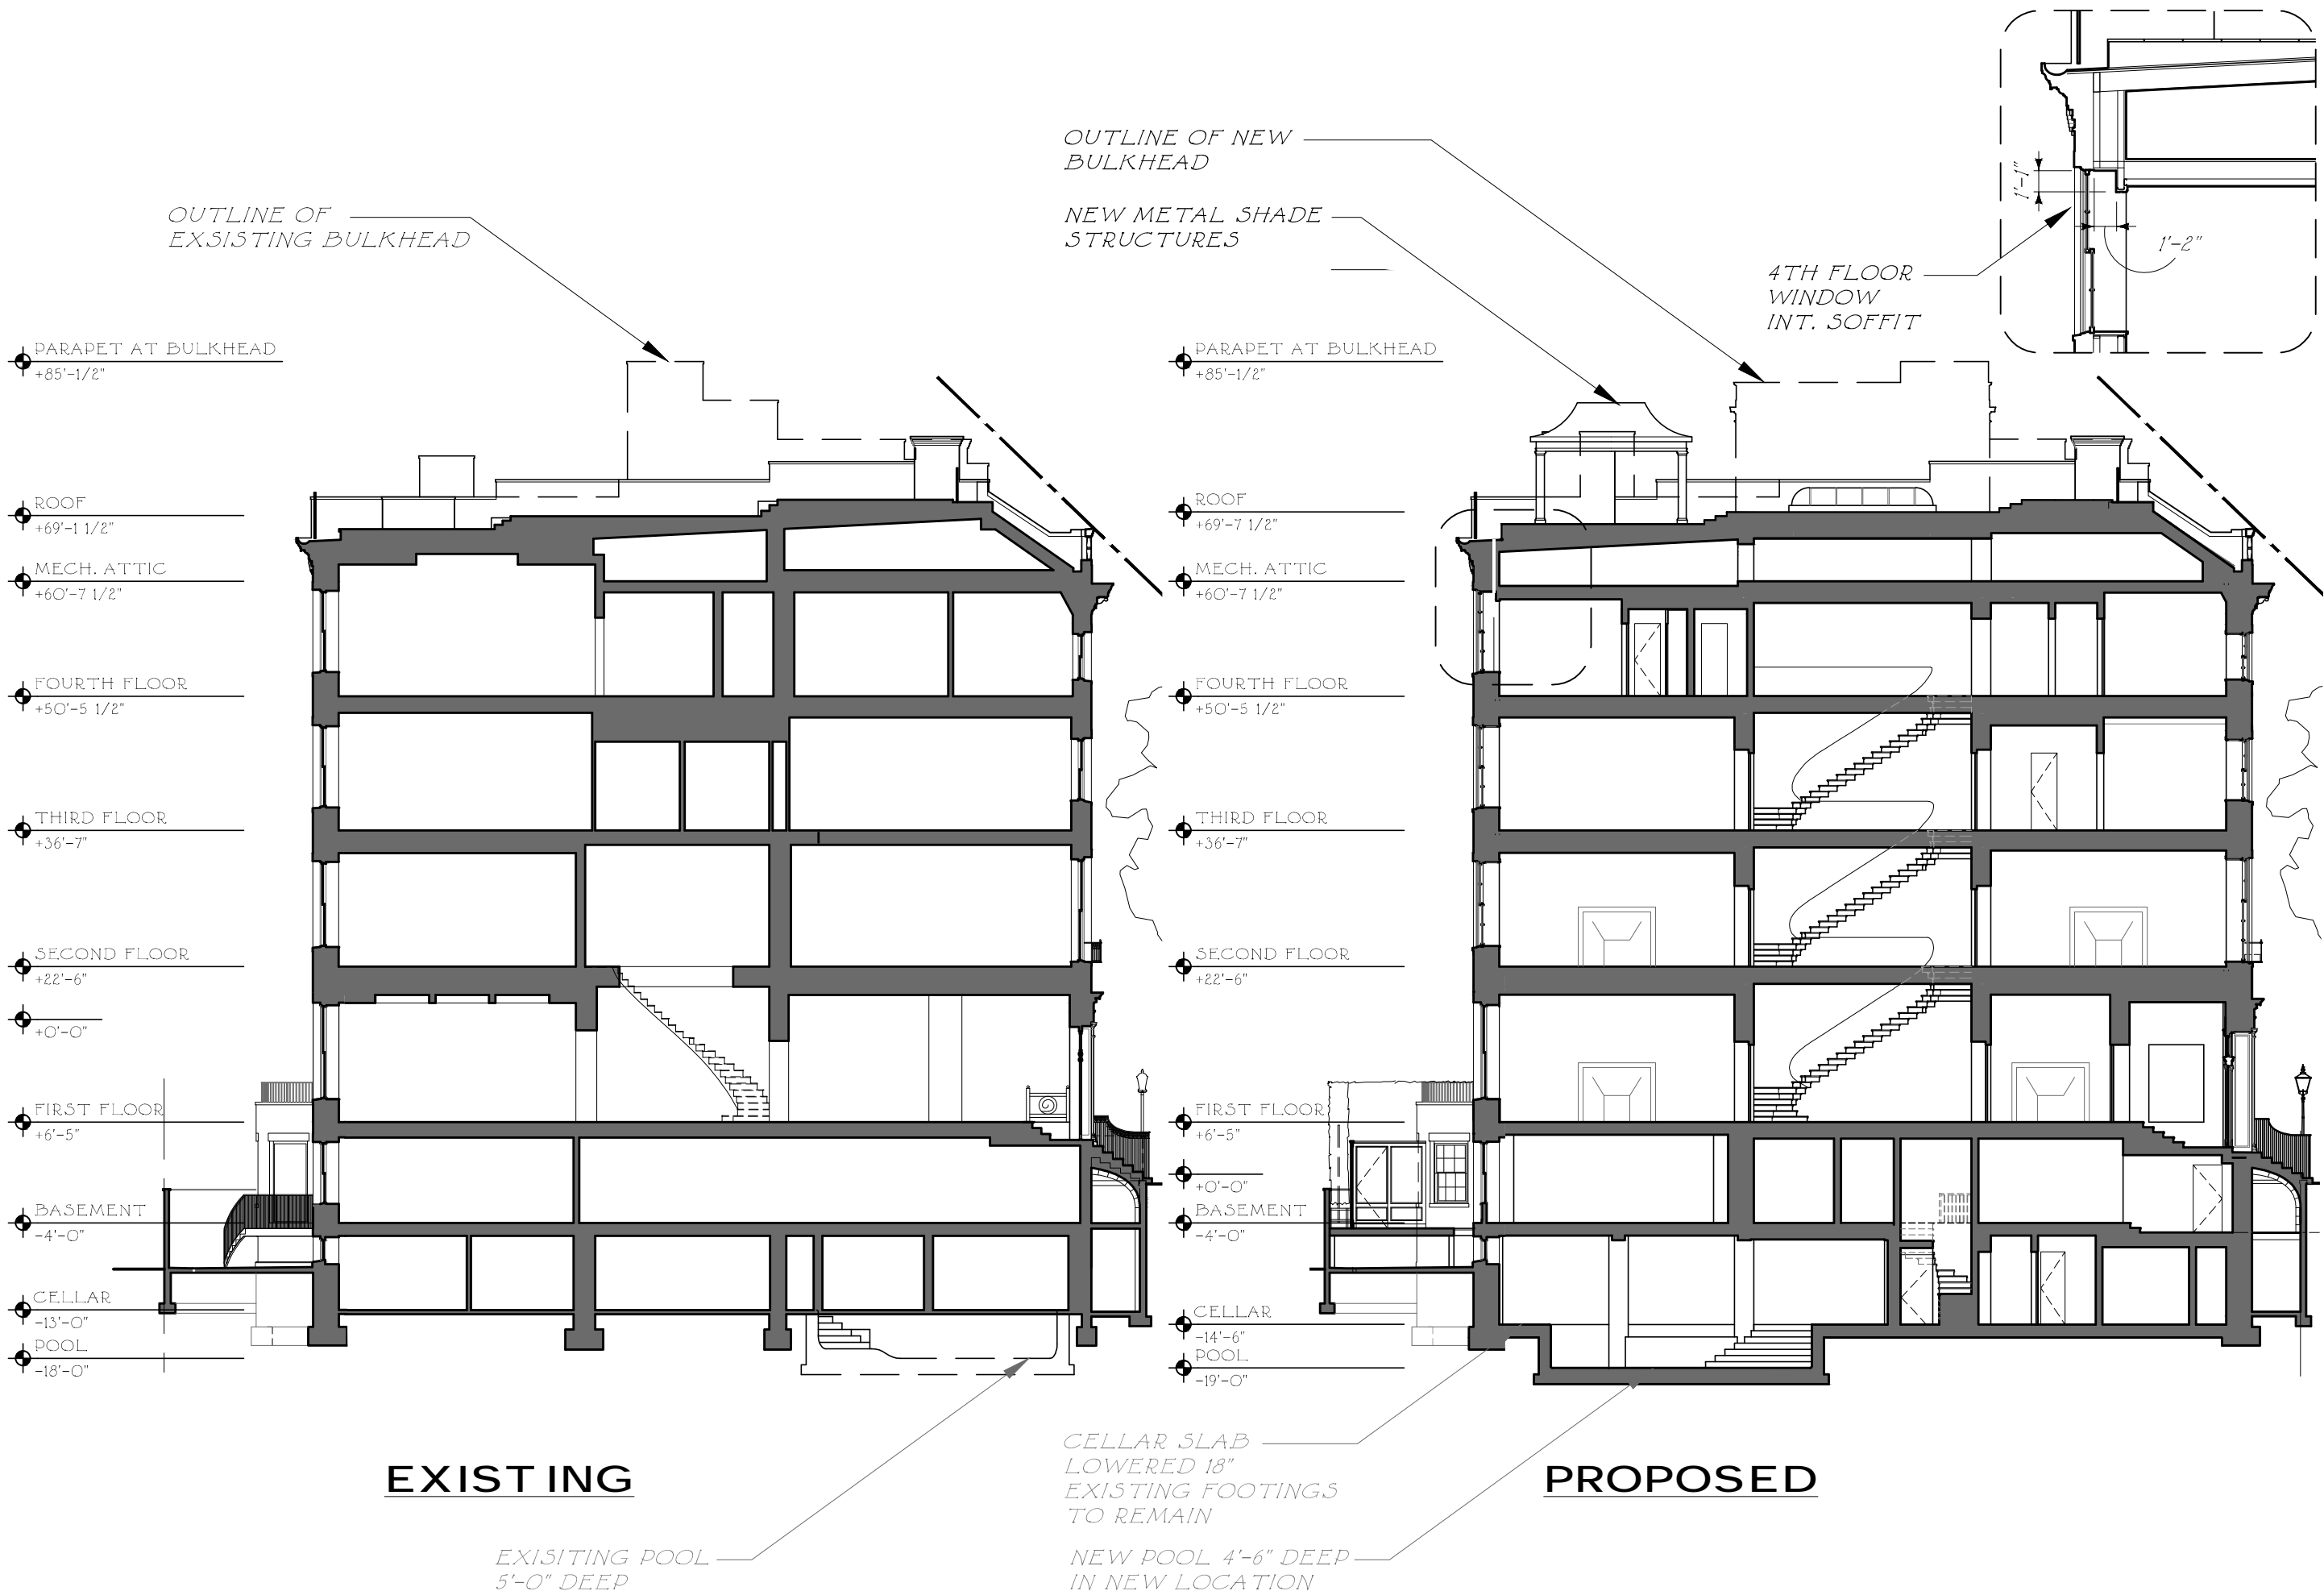 OUTLINE OF
EXSISTING BULKHEAD
PARAPET AT BULKHEAD
+85'-1/2"
ROOF
+69'-1 1/2"
MECH. ATTIC
+60'-7 1/2"
FOURTH FLOOR
+50'-5 1/2"
THIRD FLOOR
+36'-7"
SECOND FLOOR
+22'-6"
+0'-0"
FIRST FLOOR
+6'-5"
BASEMENT
-4'-0"
CELLAR
-13'-0"
POOL
-18'-0"
EXISTING
EXISITING POOL
5'-0" DEEP
OUTLINE OF NEW
BULKHEAD
NEW METAL SHADE
STRUCTURES
1'-1"
1'-2"
4TH FLOOR
WINDOW
INT. SOFFIT
PARAPET AT BULKHEAD
+85'-1/2"
ROOF
+69'-7 1/2"
MECH. ATTIC
+60'-7 1/2"
FOURTH FLOOR
+50'-5 1/2"
THIRD FLOOR
+36'-7"
SECOND FLOOR
+22'-6"
FIRST FLOOR
+6'-5"
+0'-0"
BASEMENT
-4'-0"
CELLAR
-14'-6"
POOL
-19'-0"
CELLAR SLAB
LOWERED 18"
EXISTING FOOTINGS
TO REMAIN
PROPOSED
NEW POOL 4'-6" DEEP
IN NEW LOCATION